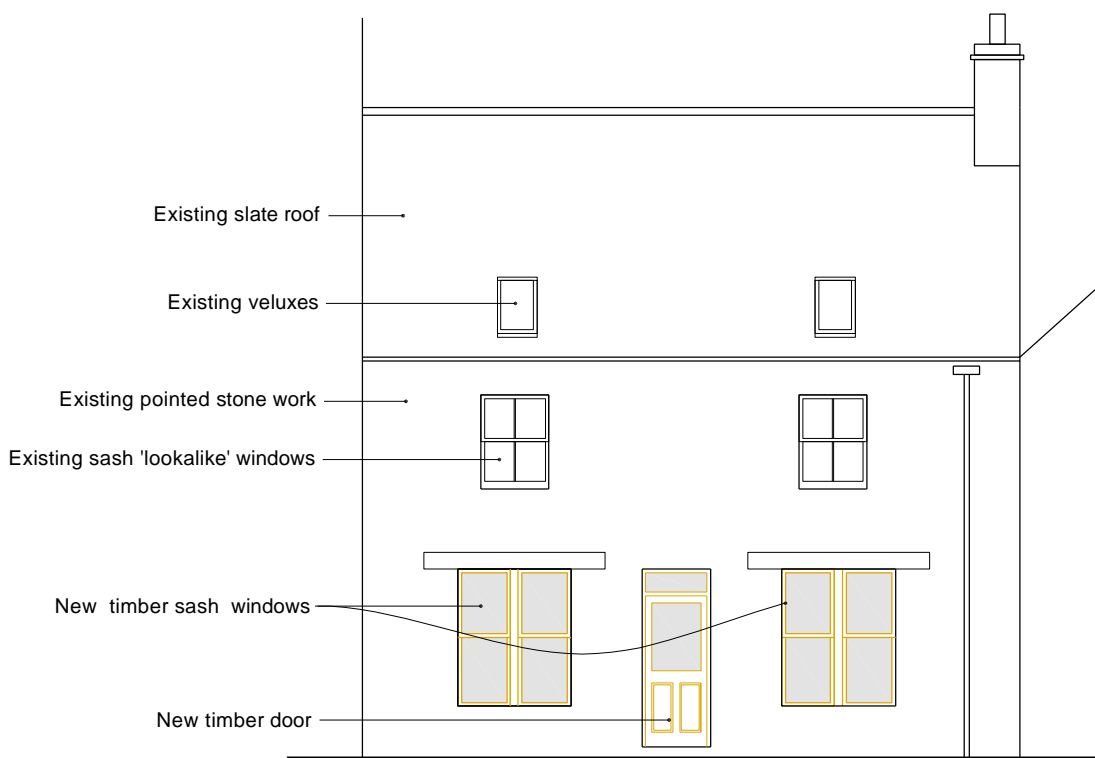 Existing slate roof
Existing veluxes
Existing pointed stone work
Existing sash 'lookalike' windows
New timber sash windows
New timber door